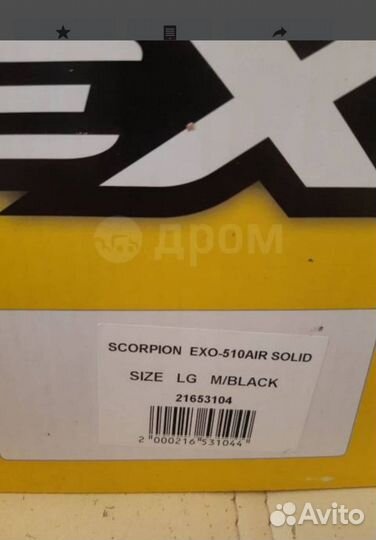 EX
ДРОМ
SCORPION EXO-510AIR SOLID
SIZE LG M/BLACK
21653104
2 000216 531044
Avito